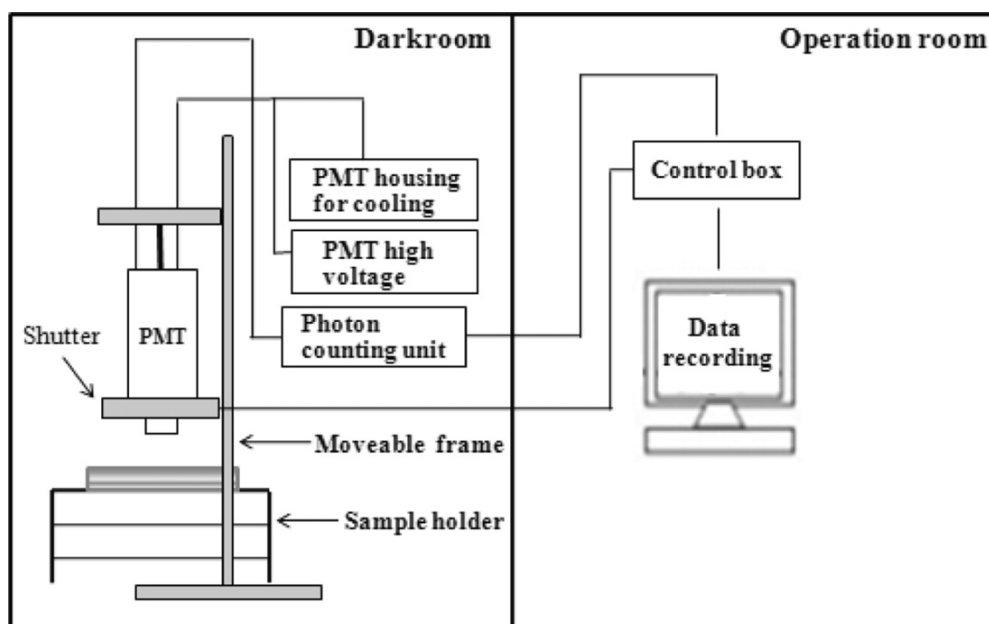 Darkroom
Operation room
PMT housing
for cooling
Control box
PMT high
voltage
Shutter
PMT
Photon
counting unit
Data
recording
Moveable frame
Sample holder